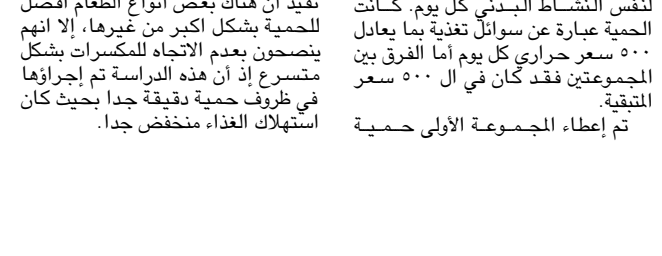 لنفس النشاط البدني كل يوم. كانت
الحمية عبارة عن سوائل تغذية بما يعادل
٥٠٠ سعر حراري كل يوم أما الفرق بين
المجموعتين فقد كان في ال ٥٠٠ سعر
المتبقية.
تم إعطاء المجموعة الأولى حمية
تفيد أن هناك بعض أنواع الطعام أفضل
للحمية بشكل اكبر من غيرها، إلا انهم
ينصحون بعدم الاتجاه للمكسرات بشكل
متسرع إذ أن هذه الدراسة تم إجراؤها
في ظروف حمية دقيقة جدا بحيث كان
استهلاك الغذاء منخفض جدا.